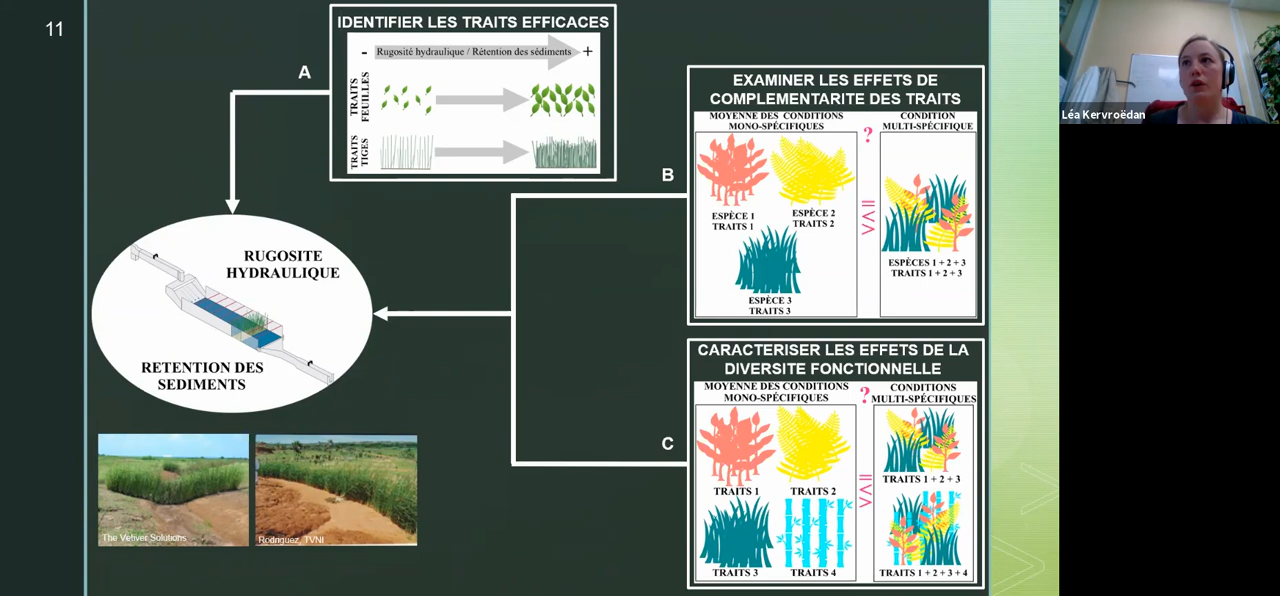 11
IDENTIFIER LES TRAITS EFFICACES
- Rugosité hydraulique / Rétention des sédiments +
TRAITS
FEUILLES
TRAITS
TIGES
A
RUGOSITE
HYDRAULIQUE
RETENTION DES
SEDIMENTS
The Vetiver Solutions
Rodriguez, TVNI
B
EXAMINER LES EFFETS DE
COMPLEMENTARITE DES TRAITS
MOYENNE DES CONDITIONS
MONO-SPÉCIFIQUES
?
CONDITION
MULTI-SPÉCIFIQUE
ESPÈCE 1
TRAITS 1
ESPÈCE 2
TRAITS 2
ESPÈCE 3
TRAITS 3
= < >
ESPÈCES 1 + 2 + 3
TRAITS 1 + 2 + 3
C
CARACTERISER LES EFFETS DE LA
DIVERSITE FONCTIONNELLE
MOYENNE DES CONDITIONS
MONO-SPÉCIFIQUES
?
CONDITIONS
MULTI-SPÉCIFIQUES
TRAITS 1
TRAITS 2
TRAITS 3
TRAITS 4
= < >
TRAITS 1 + 2 + 3
TRAITS 1 + 2 + 3 + 4
Léa Kervroëdan